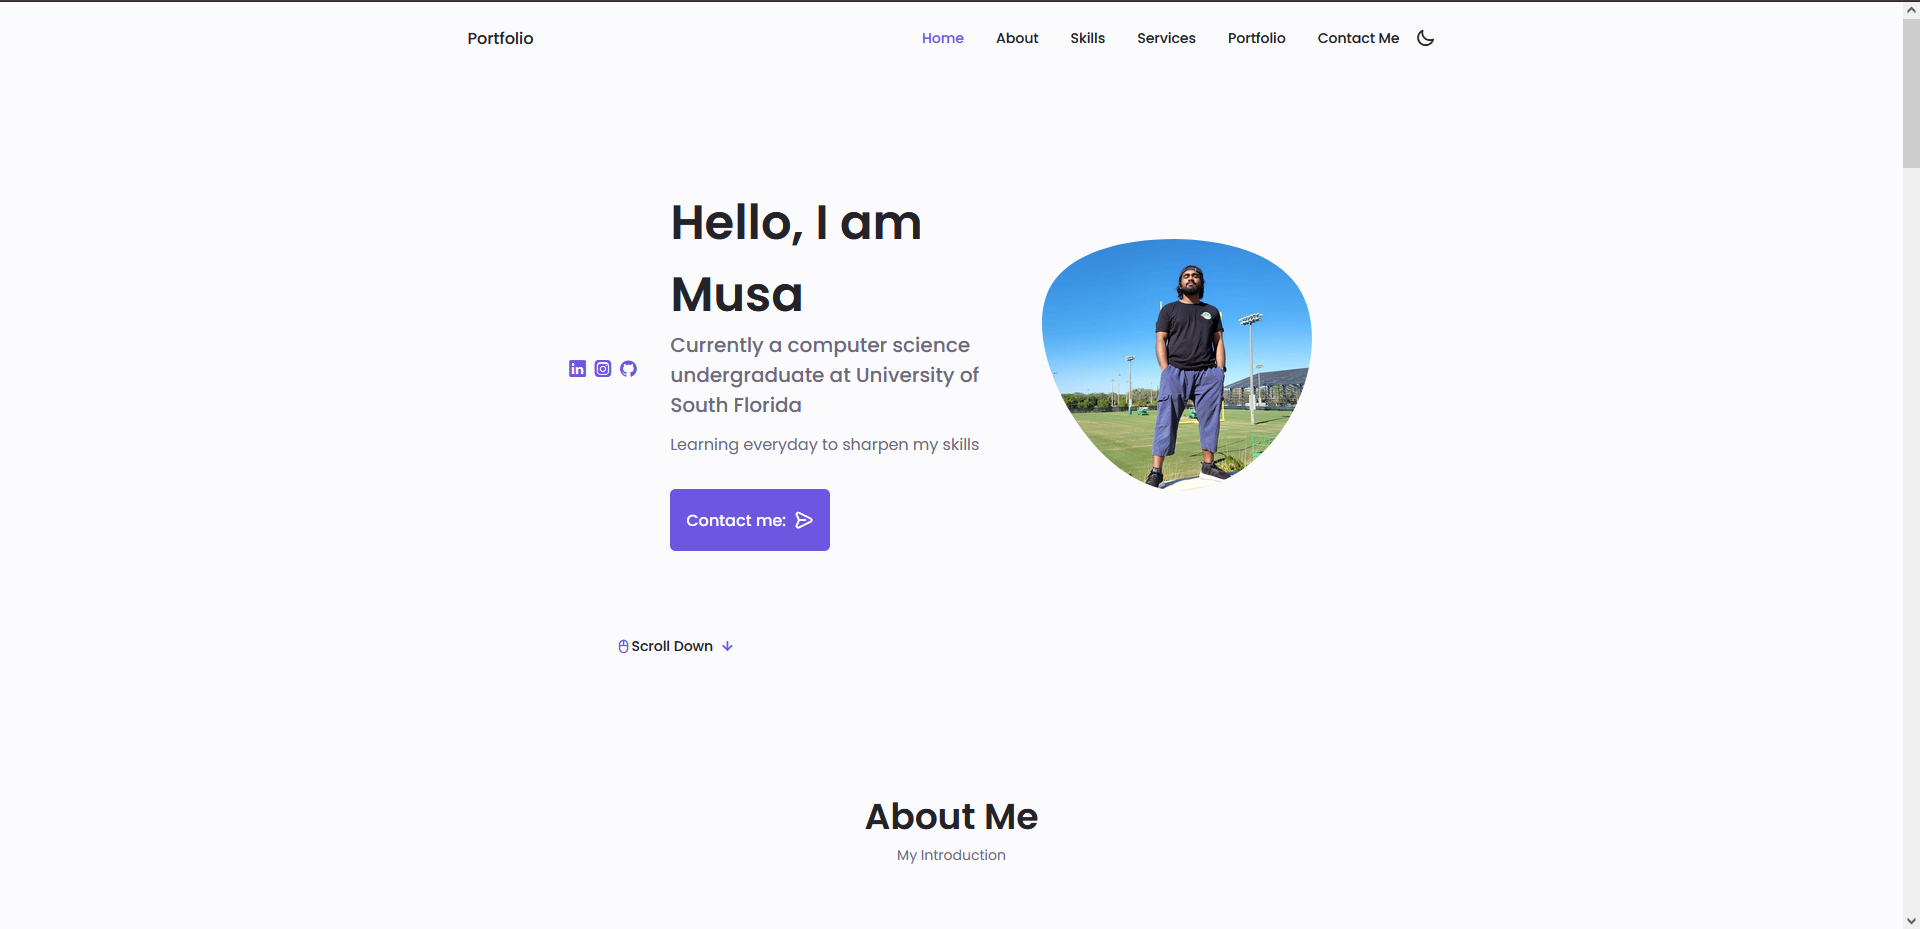 Portfolio
Home About Skills Services Portfolio Contact Me
Hello, I am
Musa
Currently a computer science
undergraduate at University of
South Florida
Learning everyday to sharpen my skills
Contact me:
Scroll Down
About Me
My Introduction